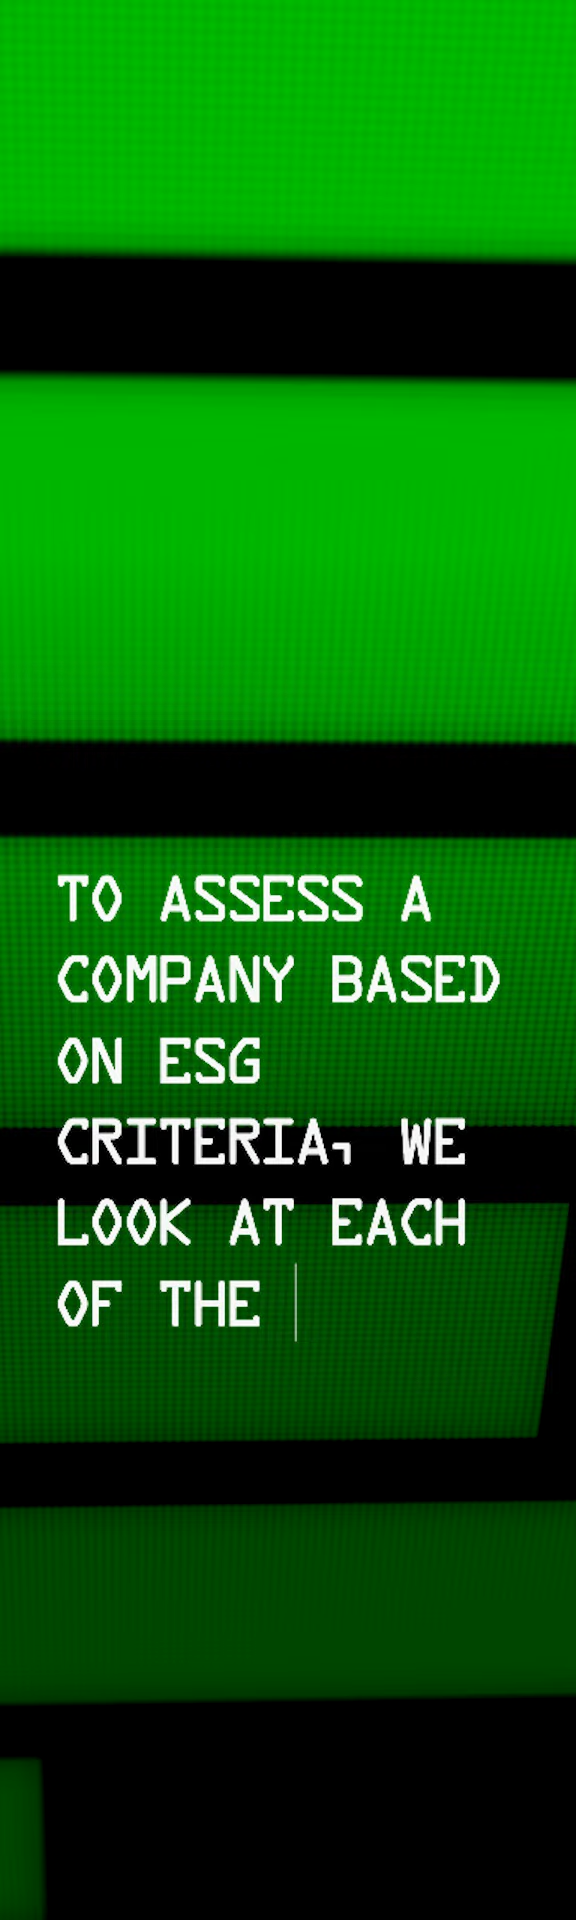 TO ASSESS A
COMPANY BASED
ON ESG
CRITERIA, WE
LOOK AT EACH
OF THE